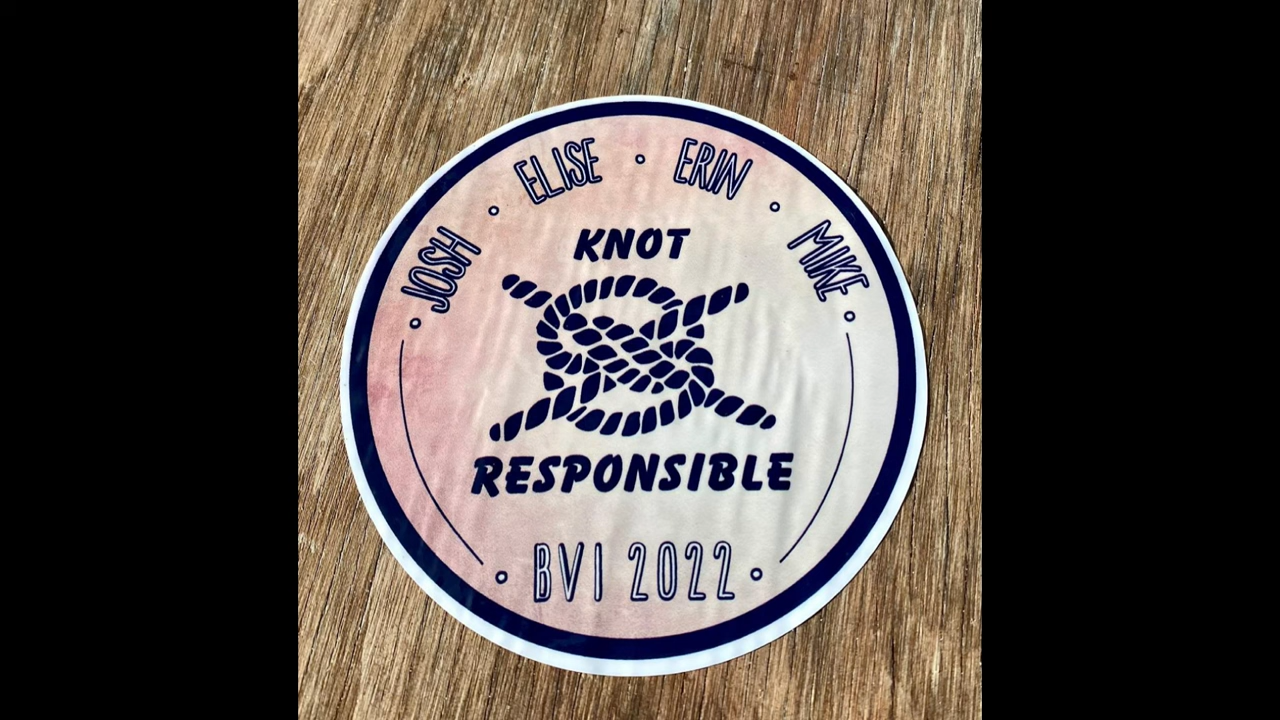 JOSH • ELISE • ERIN • MIKE
KNOT
RESPONSIBLE
BVI 2022